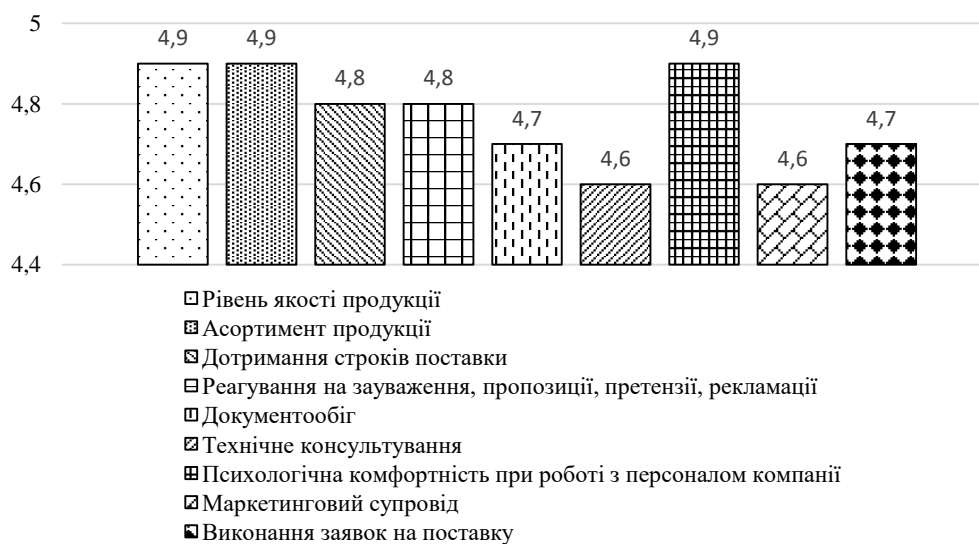 5
4,8
4,6
4,4
4,9
4,9
4,8
4,8
4,7
4,6
4,9
4,6
4,7
Рівень якості продукції
Асортимент продукції
Дотримання строків поставки
Реагування на зауваження, пропозиції, претензії, рекламації
Документообіг
Технічне консультування
Психологічна комфортність при роботі з персоналом компанії
Маркетинговий супровід
Виконання заявок на поставку